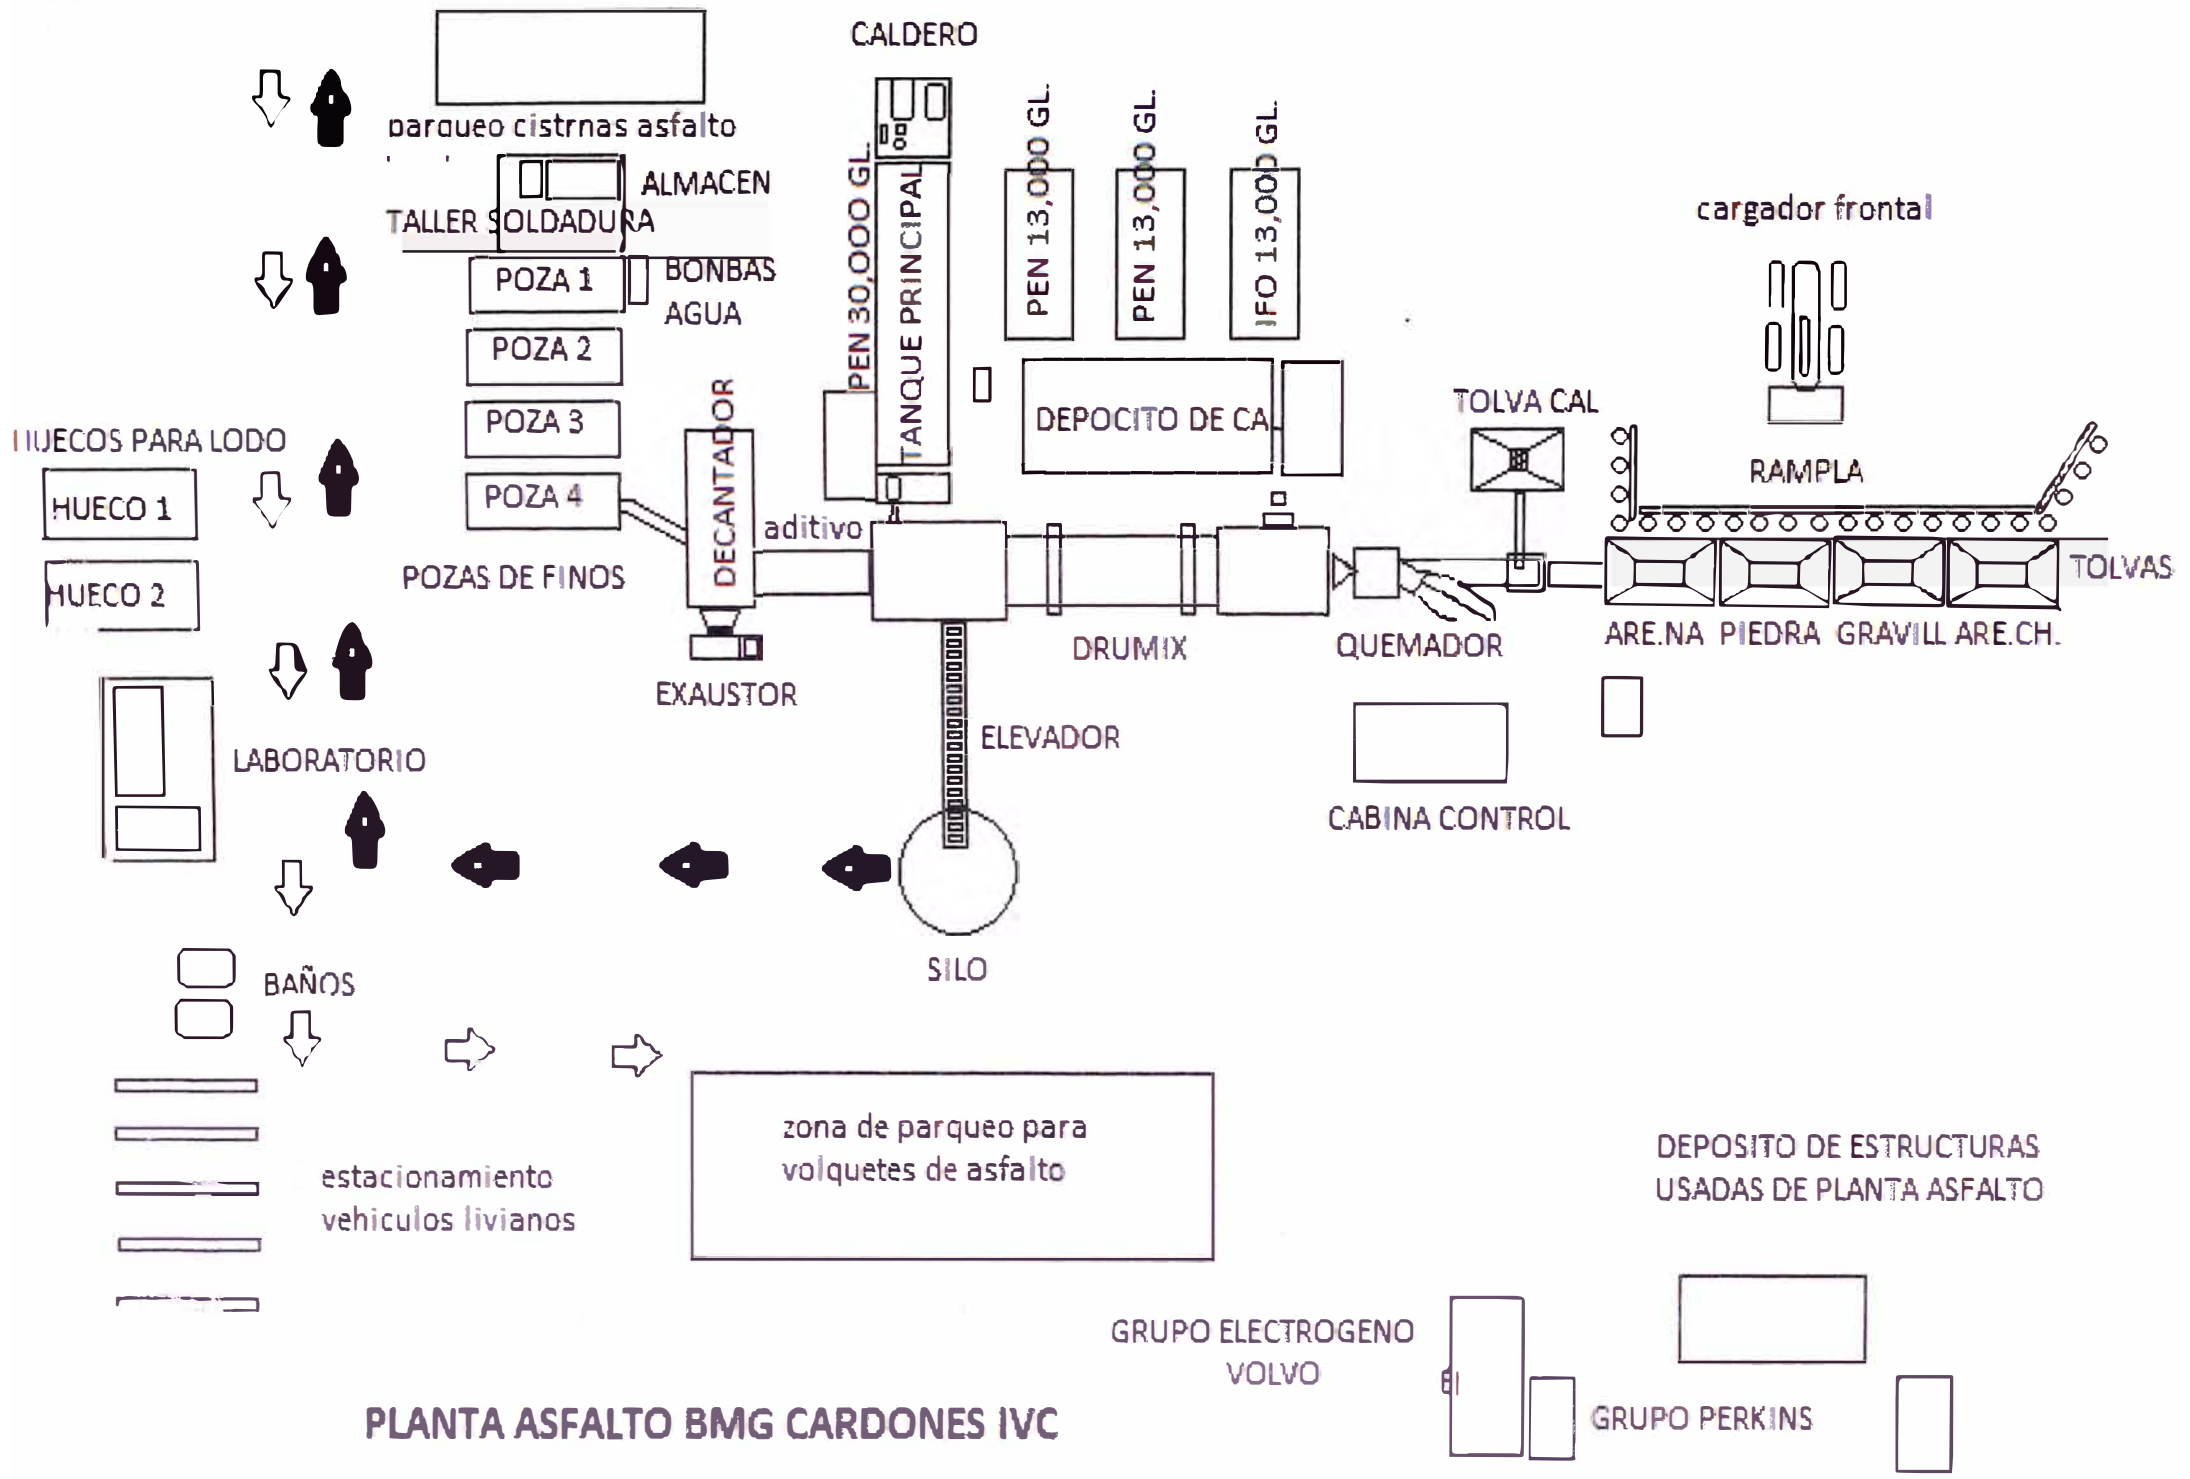 CALDERO
parqueo cistrnas asfalto
ALMACEN
TALLER SOLDADURA
POZA 1
BONBAS
AGUA
POZA 2
POZA 3
POZA 4
POZAS DE FINOS
HUECOS PARA LODO
HUECO 1
HUECO 2
DECANTADOR
EXAUSTOR
aditivo
PEN 30,000 GL.
TANQUE PRINCIPAL
PEN 13,000 GL.
PEN 13,000 GL.
IFO 13,000 GL.
DEPOCITO DE CA
cargador frontal
TOLVA CAL
RAMPLA
TOLVAS
ARE.NA PIEDRA GRAVILL ARE.CH.
DRUMIX
QUEMADOR
ELEVADOR
CABINA CONTROL
LABORATORIO
SILO
BAÑOS
zona de parqueo para
volquetes de asfalto
estacionamiento
vehiculos livianos
DEPOSITO DE ESTRUCTURAS
USADAS DE PLANTA ASFALTO
GRUPO ELECTROGENO
VOLVO
GRUPO PERKINS
PLANTA ASFALTO BMG CARDONES IVC